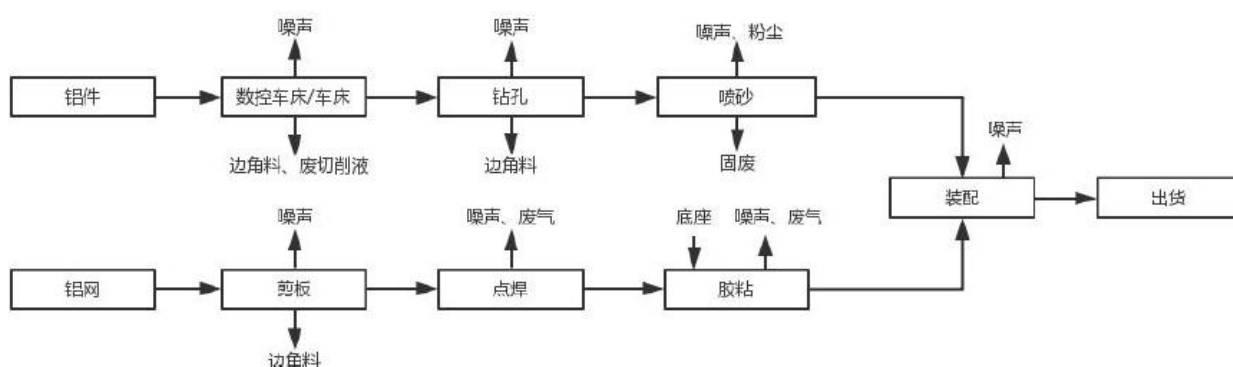 噪声
噪声
噪声、粉尘
铝件
数控车床/车床
钻孔
喷砂
边角料、废切削液
边角料
固废
噪声
装配
出货
噪声
噪声、废气
底座
噪声、废气
铝网
剪板
点焊
胶粘
边角料